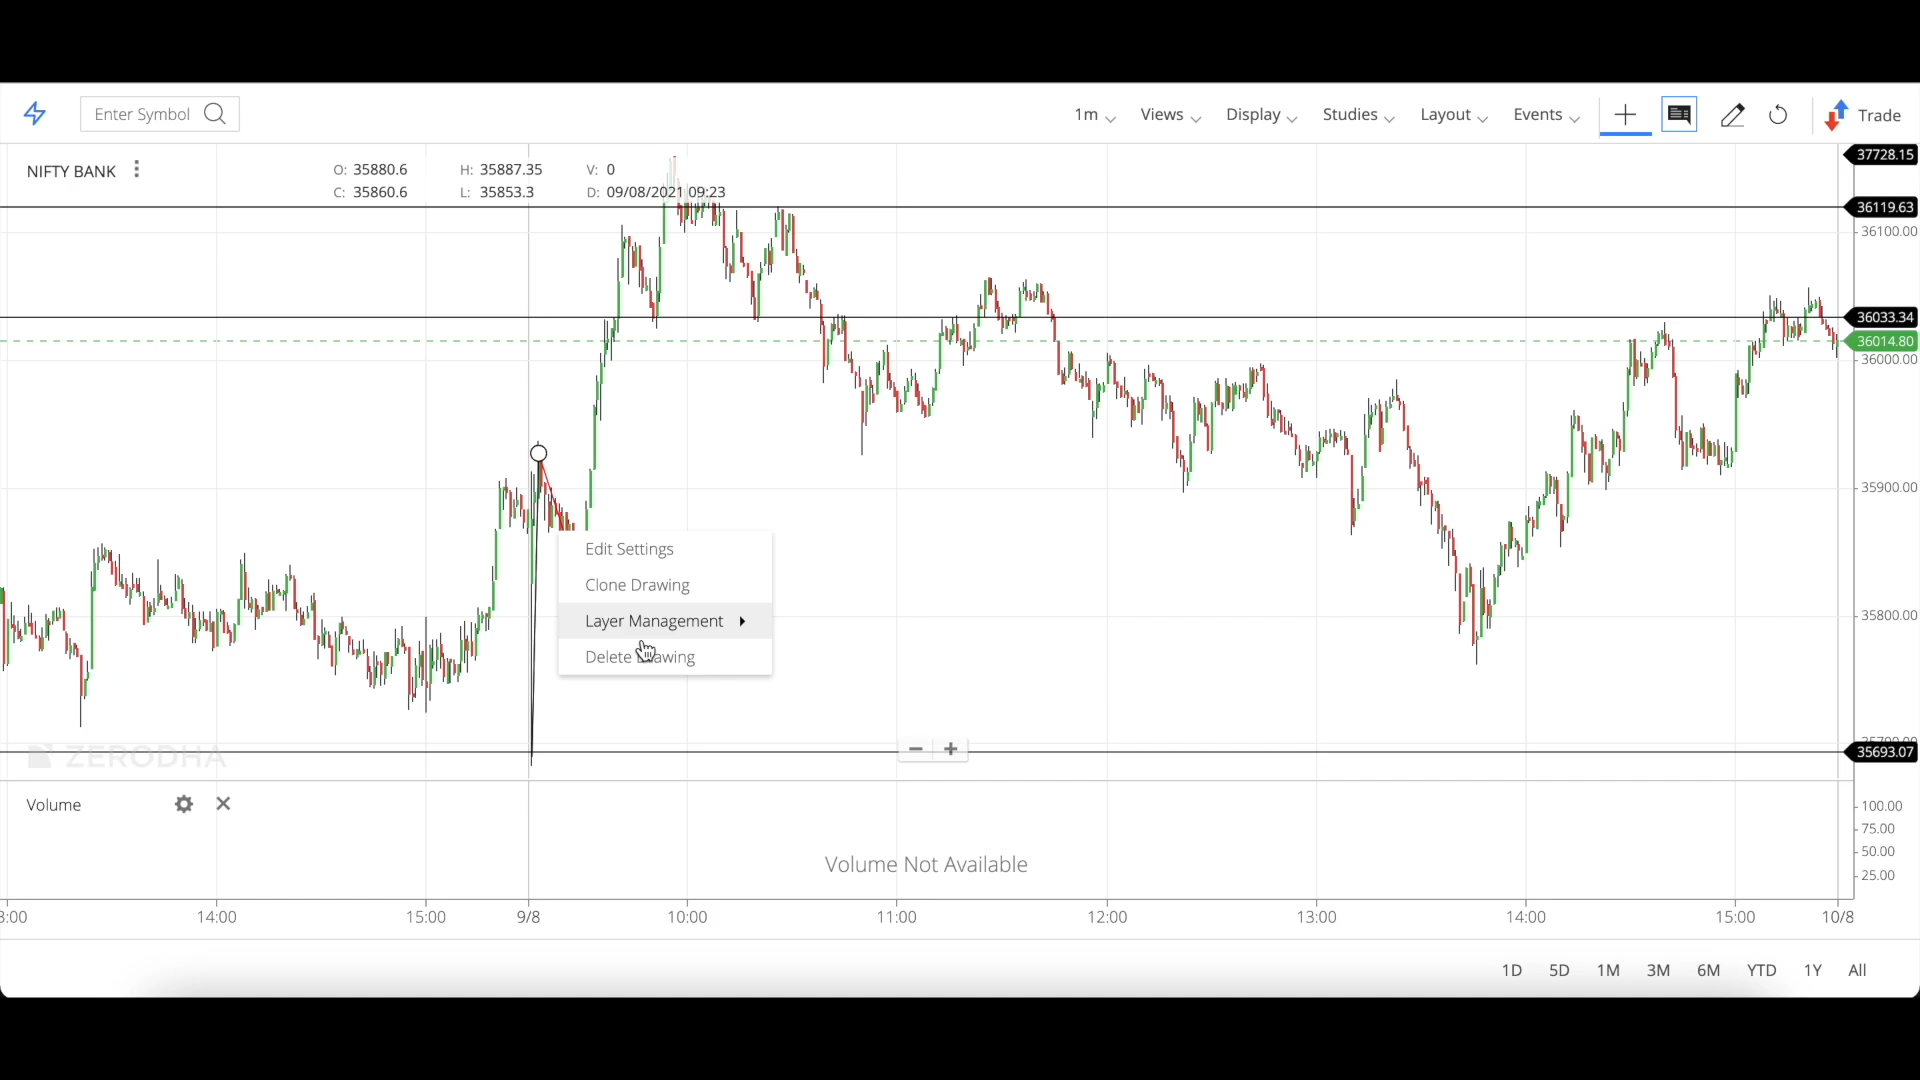 Enter Symbol
1m
Views
Display
Studies
Layout
Events
Trade
NIFTY BANK
O: 35880.6
H: 35887.35
V: 0
C: 35860.6
L: 35853.3
D: 09/08/2021 09:23
37728.15
36119.63
36100.00
36033.34
36014.80
36000.00
35900.00
35800.00
35693.07
Edit Settings
Clone Drawing
Layer Management
Delete
ZERODHA
Volume
Volume Not Available
100.00
75.00
50.00
25.00
14:00
15:00
9/8
10:00
11:00
12:00
13:00
14:00
15:00
10/8
1D
5D
1M
3M
6M
YTD
1Y
All